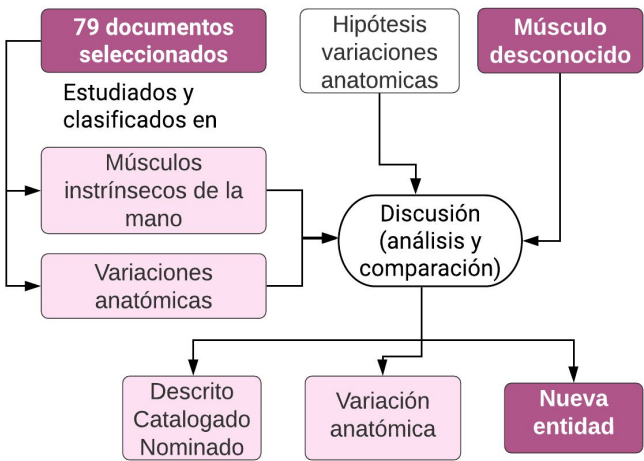 79 documentos
seleccionados
Estudiados y
clasificados en
Músculos
instrínsecos de la
mano
Variaciones
anatómicas
Hipótesis
variaciones
anatomicas
Músculo
desconocido
Discusión
(análisis y
comparación)
Descrito
Catalogado
Nominado
Variación
anatómica
Nueva
entidad